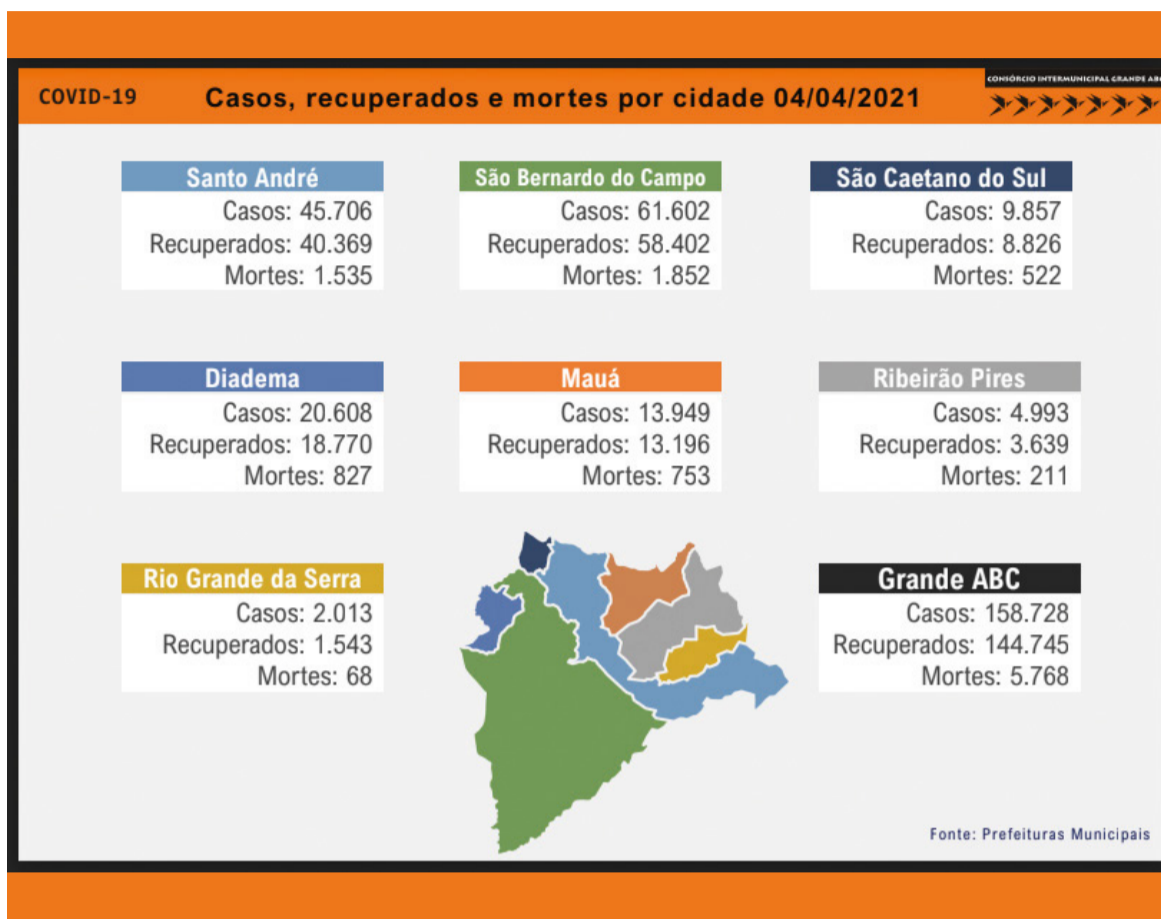 CONSÓRCIO INTERMUNICIPAL GRANDE ABC
COVID-19
Casos, recuperados e mortes por cidade 04/04/2021
Santo André
Casos: 45.706
Recuperados: 40.369
Mortes: 1.535
São Bernardo do Campo
Casos: 61.602
Recuperados: 58.402
Mortes: 1.852
São Caetano do Sul
Casos: 9.857
Recuperados: 8.826
Mortes: 522
Diadema
Casos: 20.608
Recuperados: 18.770
Mortes: 827
Mauá
Casos: 13.949
Recuperados: 13.196
Mortes: 753
Ribeirão Pires
Casos: 4.993
Recuperados: 3.639
Mortes: 211
Rio Grande da Serra
Casos: 2.013
Recuperados: 1.543
Mortes: 68
Grande ABC
Casos: 158.728
Recuperados: 144.745
Mortes: 5.768
Fonte: Prefeituras Municipais